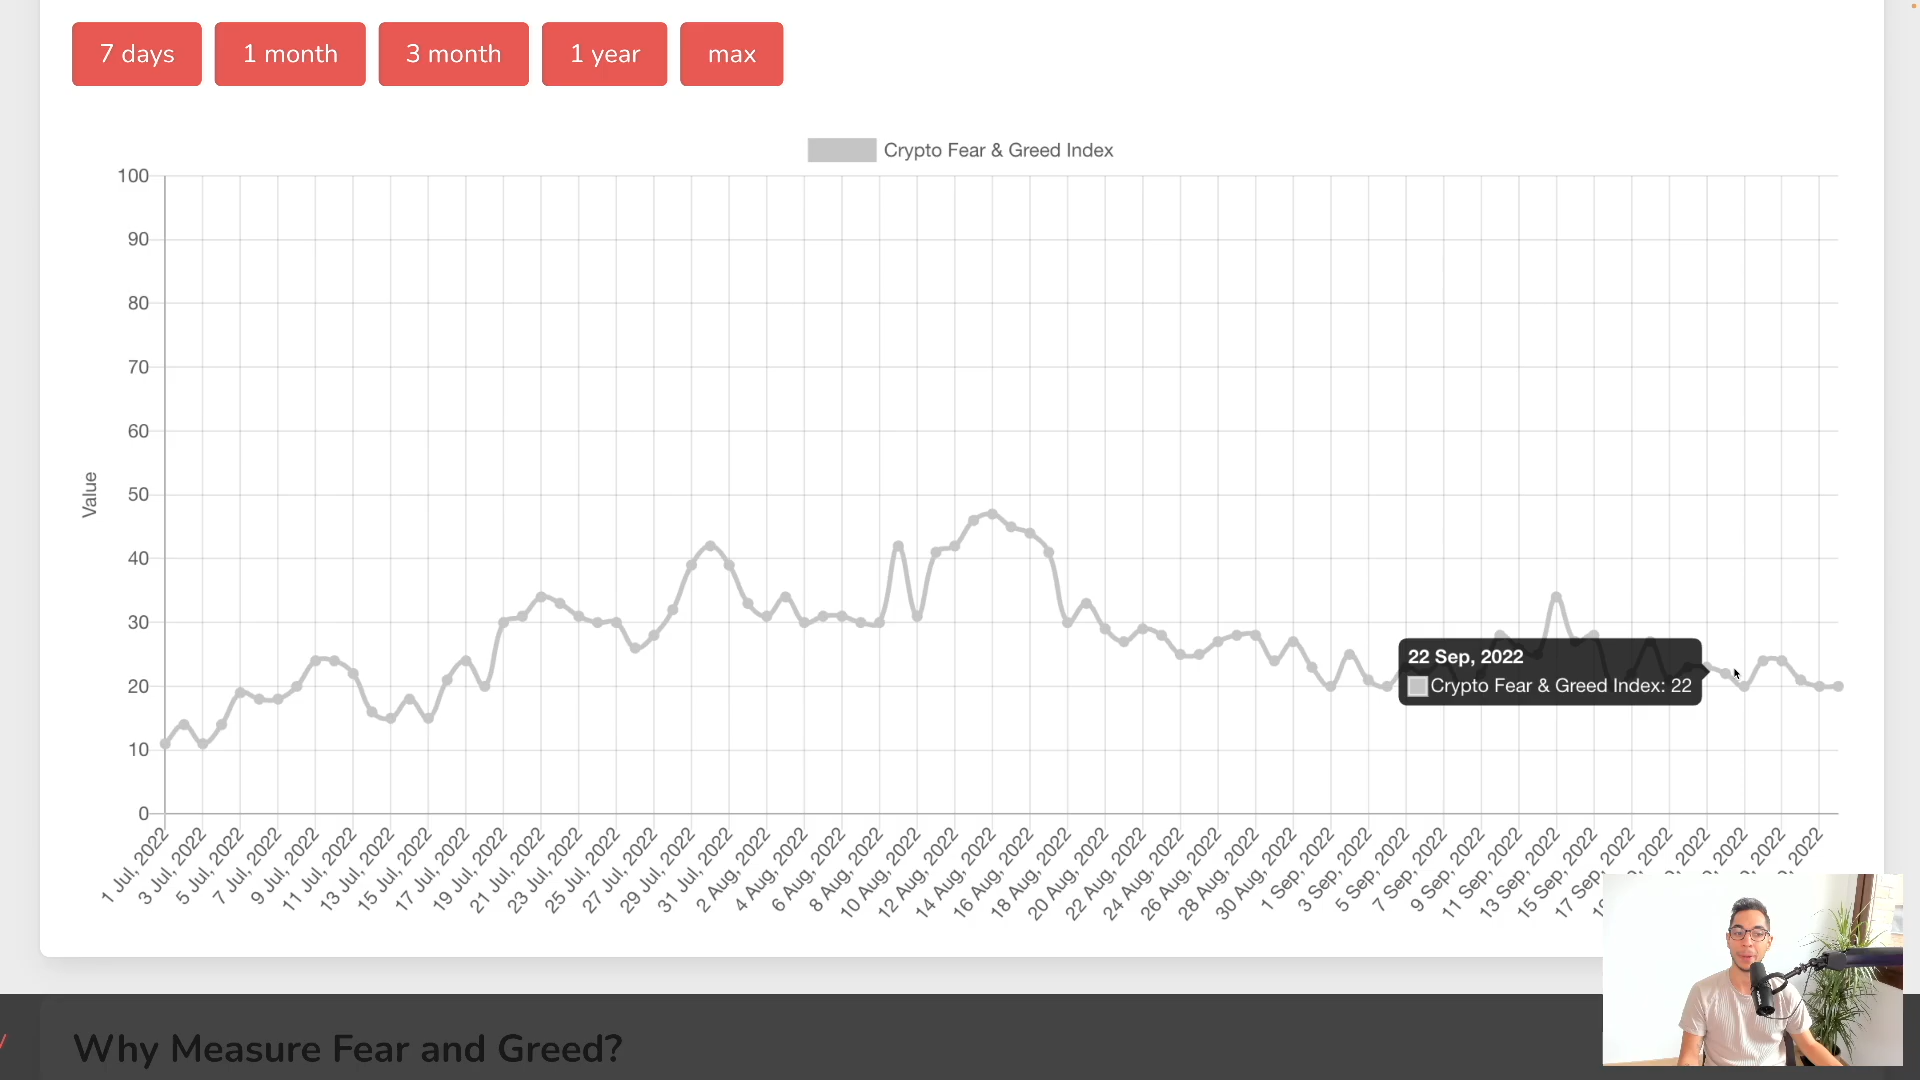 7 days
1 month
3 month
1 year
max
Crypto Fear & Greed Index
100
90
80
70
60
50
40
30
20
10
0
Value
22 Sep, 2022
Crypto Fear & Greed Index: 22
1 Jul, 2022
3 Jul, 2022
5 Jul, 2022
7 Jul, 2022
9 Jul, 2022
11 Jul, 2022
13 Jul, 2022
15 Jul, 2022
17 Jul, 2022
19 Jul, 2022
21 Jul, 2022
23 Jul, 2022
25 Jul, 2022
27 Jul, 2022
29 Jul, 2022
31 Jul, 2022
2 Aug, 2022
4 Aug, 2022
6 Aug, 2022
8 Aug, 2022
10 Aug, 2022
12 Aug, 2022
14 Aug, 2022
16 Aug, 2022
18 Aug, 2022
20 Aug, 2022
22 Aug, 2022
24 Aug, 2022
26 Aug, 2022
28 Aug, 2022
30 Aug, 2022
1 Sep, 2022
3 Sep, 2022
5 Sep, 2022
7 Sep, 2022
9 Sep, 2022
11 Sep, 2022
13 Sep, 2022
15 Sep, 2022
17 Sep, 2022
2022
2022
2022
2022
2022
Why Measure Fear and Greed?